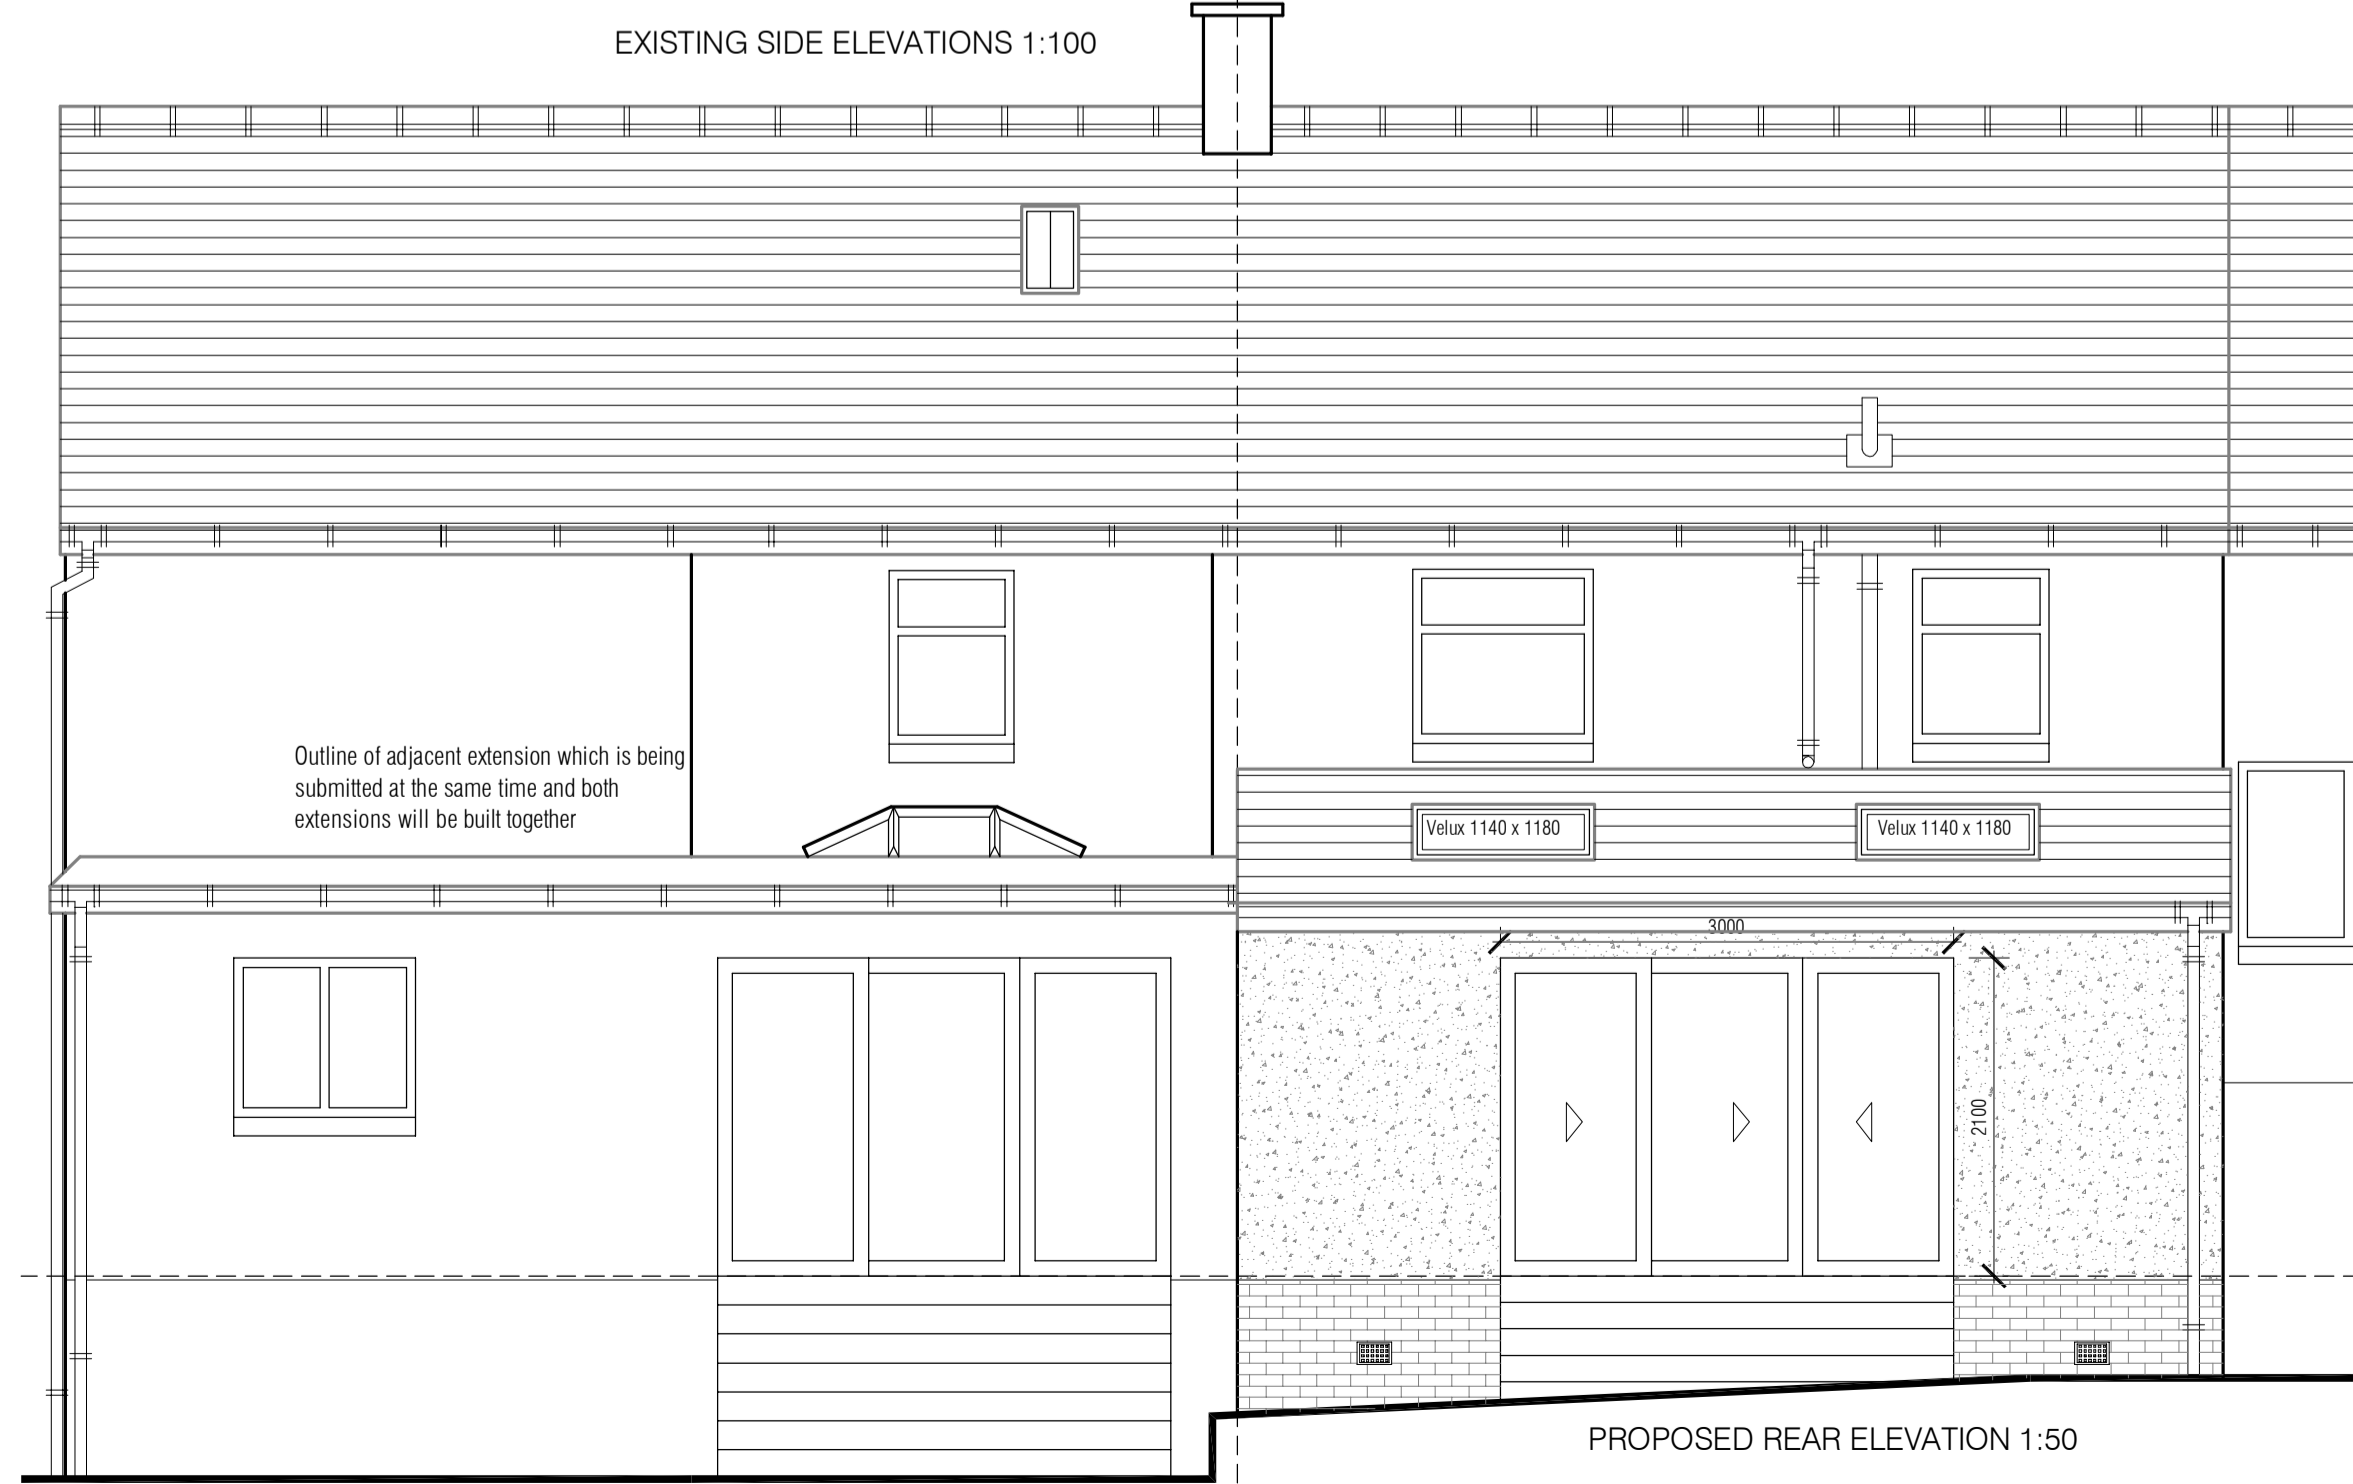 EXISTING SIDE ELEVATIONS 1:100
Outline of adjacent extension which is being
submitted at the same time and both
extensions will be built together
Velux 1140 x 1180
Velux 1140 x 1180
3000
2100
PROPOSED REAR ELEVATION 1:50